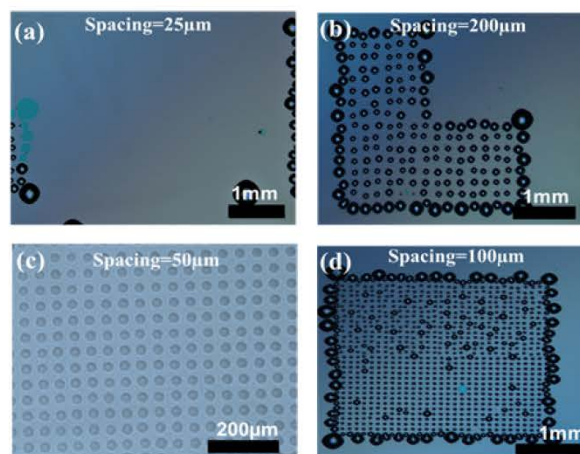 (a) Spacing=25µm
1mm
(b) Spacing=200µm
1mm
(c) Spacing=50µm
200µm
(d) Spacing=100µm
1mm